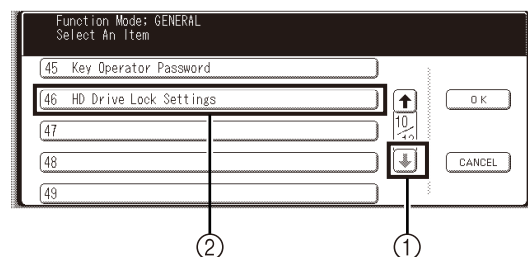 Function Mode; GENERAL
Select An Item
45 Key Operator Password
46 HD Drive Lock Settings
47
48
49
10
OK
CANCEL
②
①